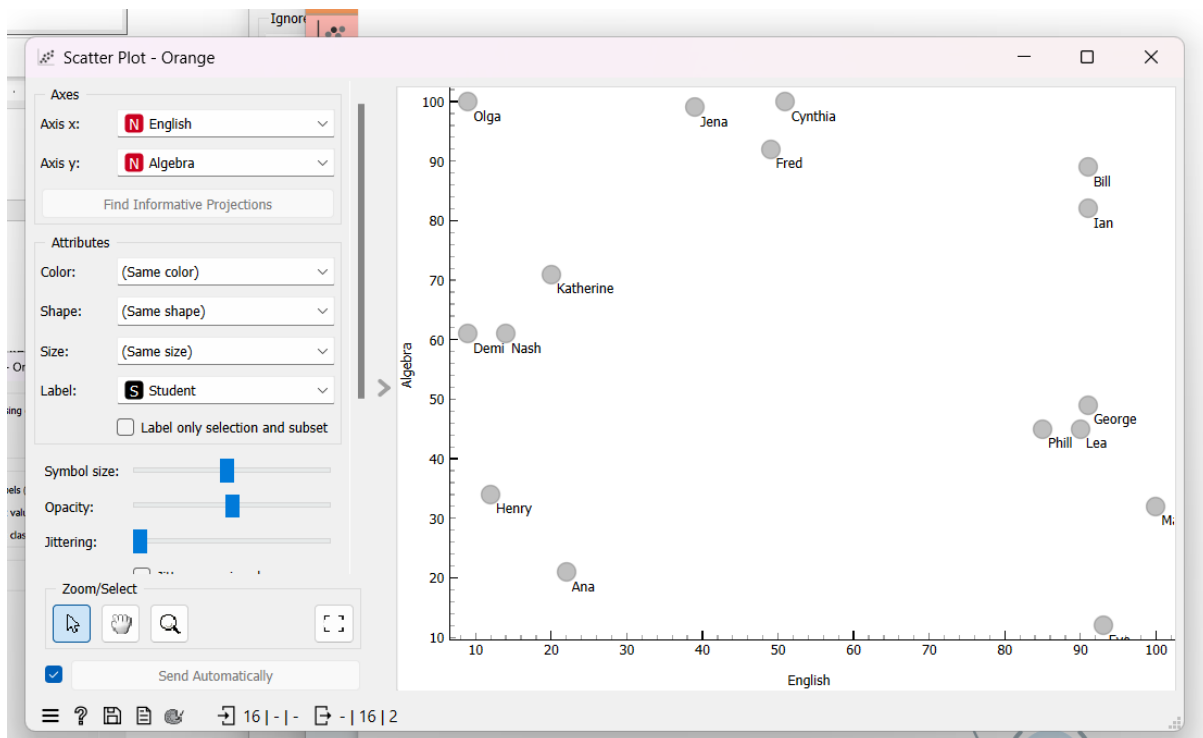 Ignore
Scatter Plot - Orange
Axes
Axis x: N English
Axis y: N Algebra
Find Informative Projections
Attributes
Color: (Same color)
Shape: (Same shape)
Size: (Same size)
Label: S Student
Label only selection and subset
Symbol size:
Opacity:
Jittering:
Zoom/Select
Send Automatically
16 | - | - - | 16 | 2
100
90
80
70
60
50
40
30
20
10
Algebra
Olga
Jena
Cynthia
Fred
Bill
Ian
Katherine
Demi Nash
George
Phill Lea
Henry
Ma
Ana
10 20 30 40 50 60 70 80 90 100
English